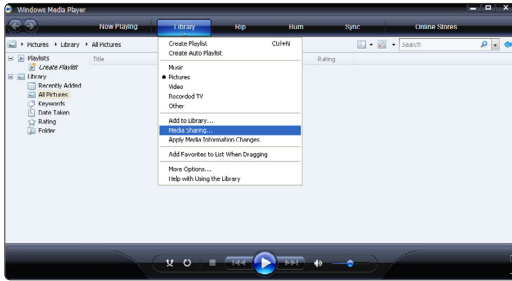 Windows Media Player
Now Playing Library Rip Burn Sync Online Stores
Pictures Library All Pictures
Search
Title
Rating
Playlists
Create Playlist
Library
Recently Added
All Pictures
Keywords
Date Taken
Rating
Folder
Create Playlist Ctrl+N
Create Auto Playlist
Music
Pictures
Video
Recorded TV
Other
Add to Library...
Media Sharing...
Apply Media Information Changes
Add Favorites to List When Dragging
More Options...
Help with Using the Library